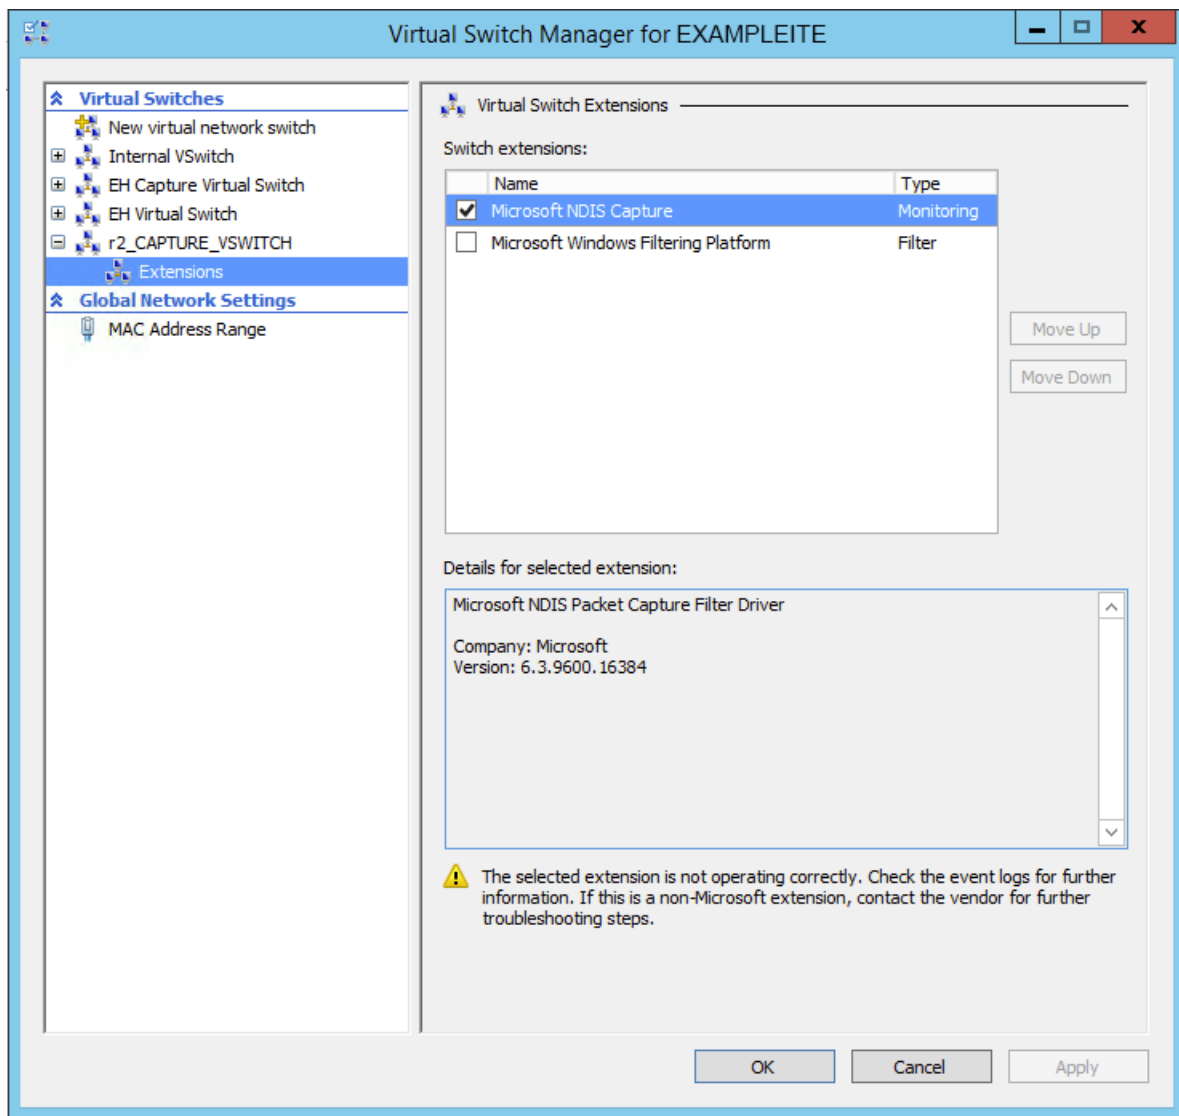 Virtual Switch Manager for EXAMPLEITE
Virtual Switches
New virtual network switch
Internal VSwitch
EH Capture Virtual Switch
EH Virtual Switch
r2_CAPTURE_VSWITCH
Extensions
Global Network Settings
MAC Address Range
Virtual Switch Extensions
Switch extensions:
Name Type
Microsoft NDIS Capture Monitoring
Microsoft Windows Filtering Platform Filter
Move Up
Move Down
Details for selected extension:
Microsoft NDIS Packet Capture Filter Driver
Company: Microsoft
Version: 6.3.9600.16384
The selected extension is not operating correctly. Check the event logs for further
information. If this is a non-Microsoft extension, contact the vendor for further
troubleshooting steps.
OK Cancel Apply